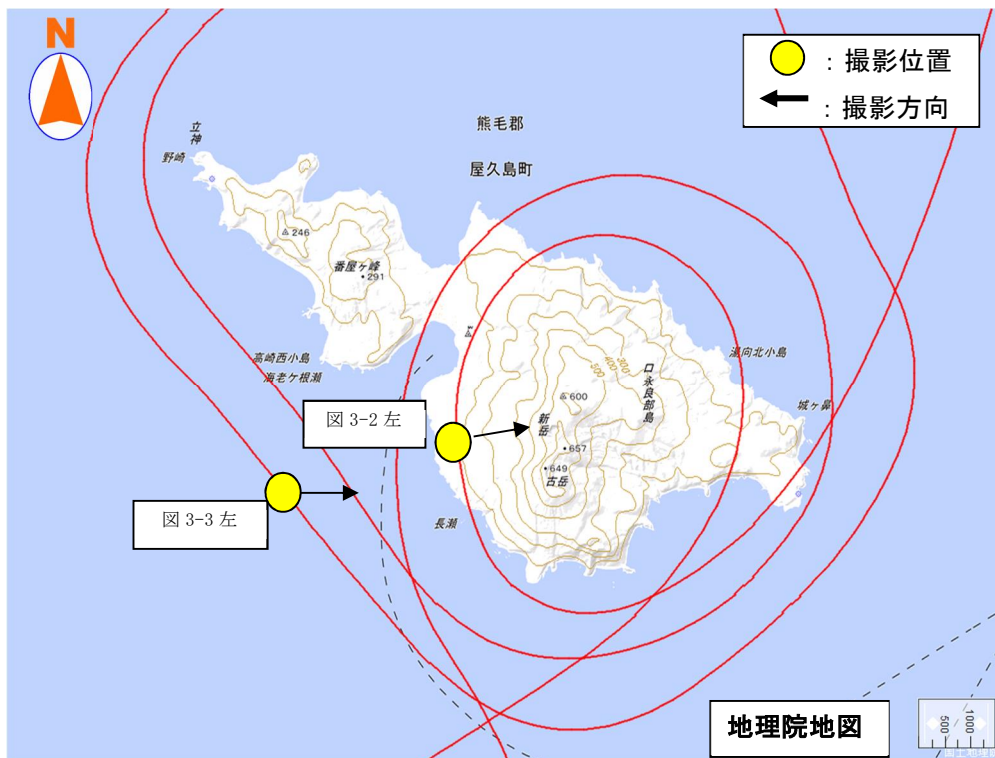 N
：撮影位置
：撮影方向
熊毛郡
屋久島町
立神
野崎
246
番屋ヶ峰
291
高崎西小島
海老ケ根瀬
湯向北小島
城ヶ鼻
口永良部島
300
400
500
600
新岳
657
649
古岳
長瀬
図 3-2 左
図 3-3 左
地理院地図
500
1000